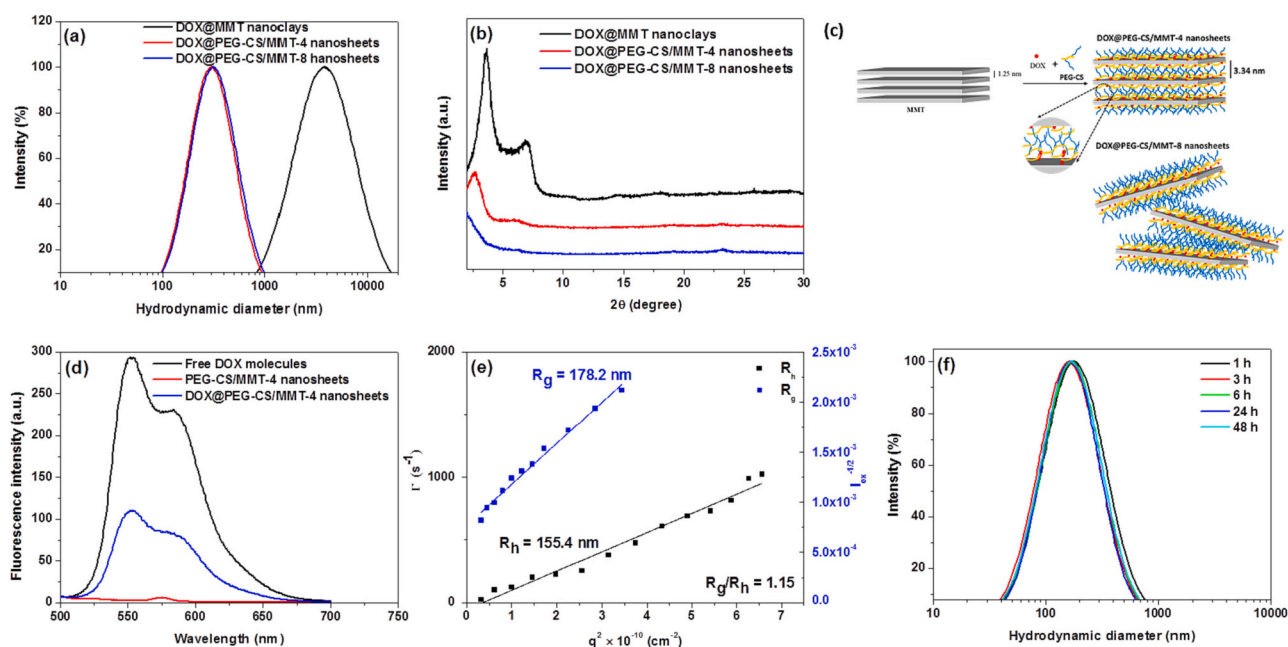 (a)
DOX@MMT nanoclays
DOX@PEG-CS/MMT-4 nanosheets
DOX@PEG-CS/MMT-8 hanosheets
Intensity (%)
120
100
80
60
40
20
10
100
1000
10000
Hydrodynamic diameter (nm)
(b)
DOX@MMT nanoclays
DOX@PEG-CS/MMT-4 nanosheets
DOX@PEG-CS/MMT-8 nanosheets
Intensity (a.u.)
5
10
15
20
25
30
2θ (degree)
(c)
DOX@PEG-CS/MMT-4 nanosheets
DOX + PEG-CS
1.25 nm
3.34 nm
MMT
DOX@PEG-CS/MMT-8 nanosheets
(d)
Free DOX molecules
PEG-CS/MMT-4 nanosheets
DOX@PEG-CS/MMT-4 nanosheets
Fluorescence intensity (a.u.)
300
250
200
150
100
50
0
500
550
600
650
700
750
Wavelength (nm)
(e)
Rh
Rg
Rg = 178.2 nm
Rh = 155.4 nm
Rg/Rh = 1.15
Γ (s-1)
2000
1000
0
0
1
2
3
4
5
6
7
q2 × 10-10 (cm-2)
2.5x10-3
2.0x10-3
1.5x10-3
1.0x10-3
5.0x10-4
0.0
Iex-1/2
(f)
1 h
3 h
6 h
24 h
48 h
Intensity (%)
100
80
60
40
20
10
100
1000
10000
Hydrodynamic diameter (nm)